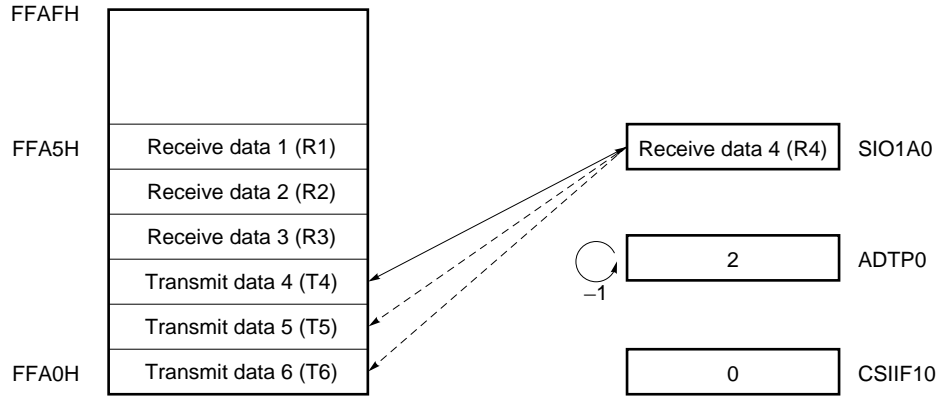 FFAFH
FFA5H
Receive data 1 (R1)
Receive data 4 (R4)
SIO1A0
Receive data 2 (R2)
Receive data 3 (R3)
2
ADTP0
Transmit data 4 (T4)
−1
Transmit data 5 (T5)
FFA0H
Transmit data 6 (T6)
0
CSIIF10